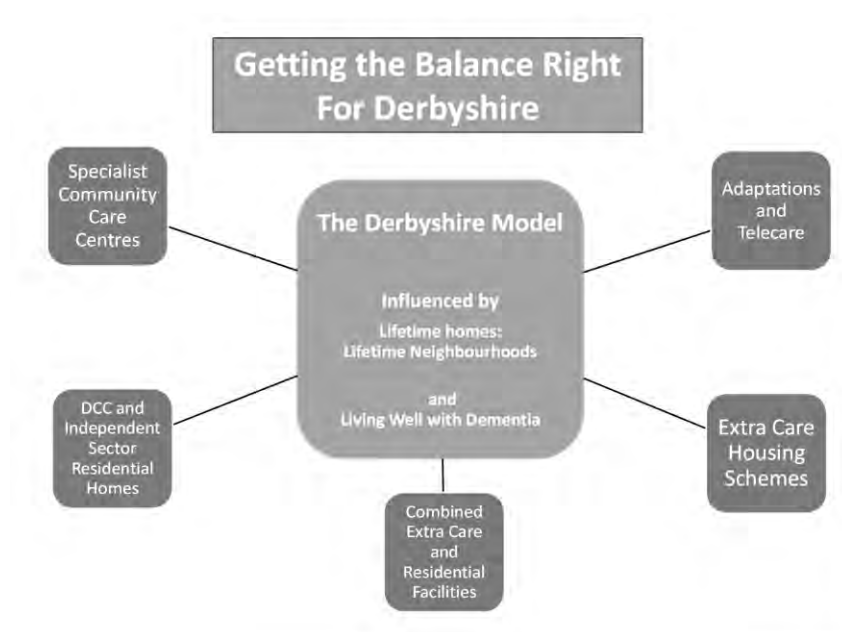 Getting the Balance Right
For Derbyshire
Specialist
Community
Care
Centres
Adaptations
and
Telecare
The Derbyshire Model
Influenced by
Lifetime homes:
Lifetime Neighbourhoods
and
Living Well with Dementia
DCC and
Independent
Sector
Residential
Homes
Extra Care
Housing
Schemes
Combined
Extra Care
and
Residential
Facilities